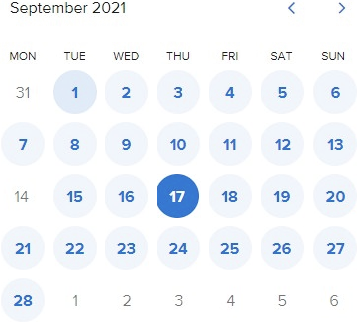 September 2021
MON TUE WED THU FRI SAT SUN
31 1 2 3 4 5 6
7 8 9 10 11 12 13
14 15 16 17 18 19 20
21 22 23 24 25 26 27
28 1 2 3 4 5 6